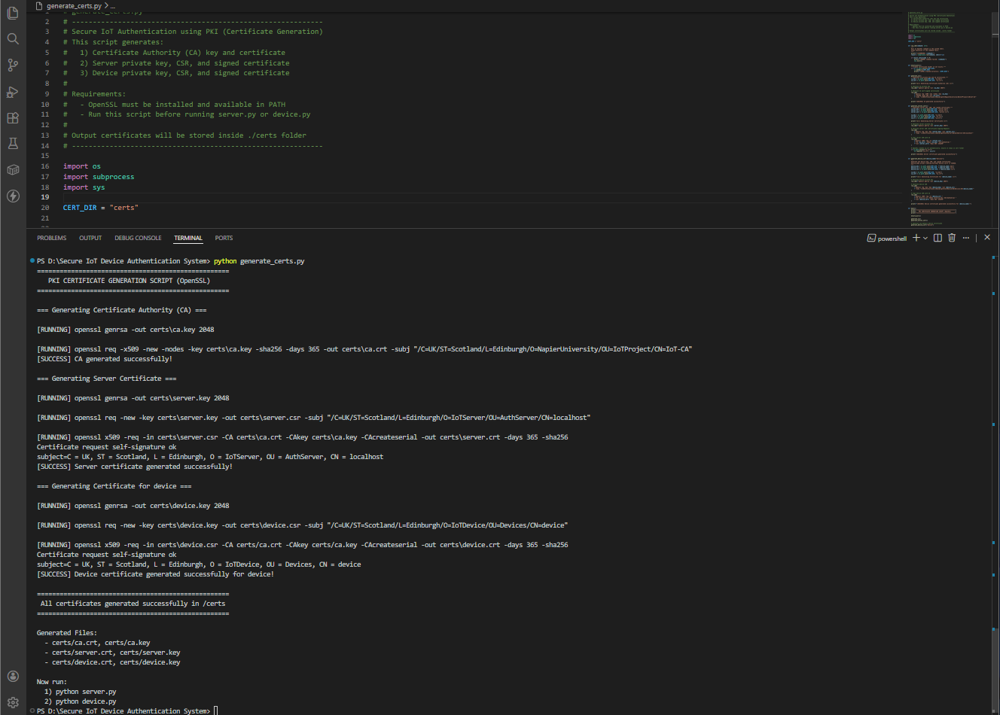 generate_certs.py > ...
1 # generate_certs.py
2 # ----------------------------------------------------------------
3 # Secure IoT Authentication using PKI (Certificate Generation)
4 # This script generates:
5 #   1) Certificate Authority (CA) key and certificate
6 #   2) Server private key, CSR, and signed certificate
7 #   3) Device private key, CSR, and signed certificate
8 #
9 # Requirements:
10 #   - OpenSSL must be installed and available in PATH
11 #   - Run this script before running server.py or device.py
12 #
13 # Output certificates will be stored inside ./certs folder
14 # ----------------------------------------------------------------
15
16 import os
17 import subprocess
18 import sys
19
20 CERT_DIR = "certs"
21
22
PROBLEMS OUTPUT DEBUG CONSOLE TERMINAL PORTS powershell
PS D:\Secure IoT Device Authentication System> python generate_certs.py
===================================================
PKI CERTIFICATE GENERATION SCRIPT (OpenSSL)
===================================================
=== Generating Certificate Authority (CA) ===
[RUNNING] openssl genrsa -out certs\ca.key 2048
[RUNNING] openssl req -x509 -new -nodes -key certs\ca.key -sha256 -days 365 -out certs\ca.crt -subj "/C=UK/ST=Scotland/L=Edinburgh/O=NapierUniversity/OU=IoTProject/CN=IoT-CA"
[SUCCESS] CA generated successfully!
=== Generating Server Certificate ===
[RUNNING] openssl genrsa -out certs\server.key 2048
[RUNNING] openssl req -new -key certs\server.key -out certs\server.csr -subj "/C=UK/ST=Scotland/L=Edinburgh/O=IoTServer/OU=AuthServer/CN=localhost"
[RUNNING] openssl x509 -req -in certs\server.csr -CA certs\ca.crt -CAkey certs\ca.key -CAcreateserial -out certs\server.crt -days 365 -sha256
Certificate request self-signature ok
subject=C = UK, ST = Scotland, L = Edinburgh, O = IoTServer, OU = AuthServer, CN = localhost
[SUCCESS] Server certificate generated successfully!
=== Generating Certificate for device ===
[RUNNING] openssl genrsa -out certs\device.key 2048
[RUNNING] openssl req -new -key certs\device.key -out certs\device.csr -subj "/C=UK/ST=Scotland/L=Edinburgh/O=IoTDevice/OU=Devices/CN=device"
[RUNNING] openssl x509 -req -in certs\device.csr -CA certs/ca.crt -CAkey certs/ca.key -CAcreateserial -out certs\device.crt -days 365 -sha256
Certificate request self-signature ok
subject=C = UK, ST = Scotland, L = Edinburgh, O = IoTDevice, OU = Devices, CN = device
[SUCCESS] Device certificate generated successfully for device!
===================================================
All certificates generated successfully in /certs
===================================================
Generated Files:
- certs/ca.crt, certs/ca.key
- certs/server.crt, certs/server.key
- certs/device.crt, certs/device.key
Now run:
1) python server.py
2) python device.py
PS D:\Secure IoT Device Authentication System>